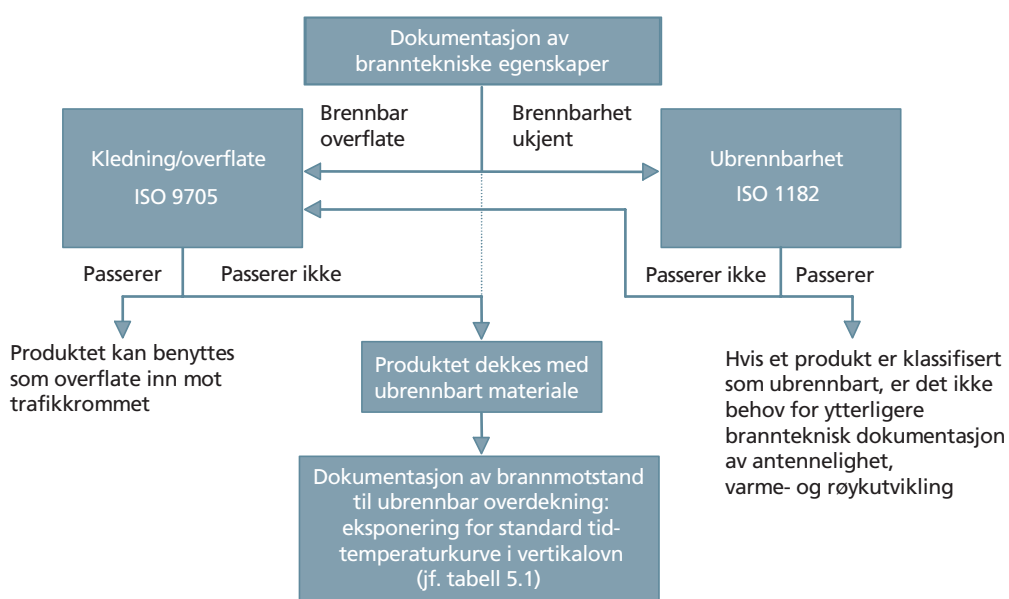 Dokumentasjon av
branntekniske egenskaper
Brennbar
overflate
Brennbarhet
ukjent
Kledning/overflate
ISO 9705
Ubrennbarhet
ISO 1182
Passerer
Passerer ikke
Passerer ikke
Passerer
Produktet kan benyttes
som overflate inn mot
trafikkrommet
Produktet dekkes med
ubrennbart materiale
Hvis et produkt er klassifisert
som ubrennbart, er det ikke
behov for ytterligere
brannteknisk dokumentasjon
av antennelighet,
varme- og røykutvikling
Dokumentasjon av brannmotstand
til ubrennbar overdekning:
eksponering for standard tid-
temperaturkurve i vertikalovn
(jf. tabell 5.1)